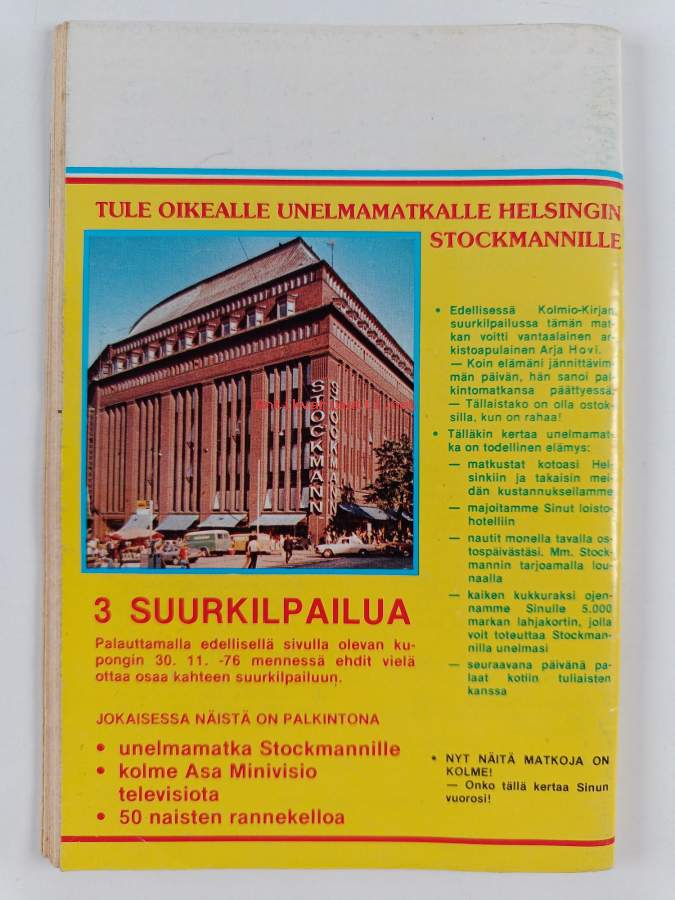 TULE OIKEALLE UNELMAMATKALLE HELSINGIN
STOCKMANNILLE
STOCKMANN
STOCKMANN
• Edellisessä Kolmio-Kirjan
suurkilpailussa tämän mat-
kan voitti vantaalainen ar-
kistoapulainen Arja Hovi.
— Koin elämäni jännittävim-
män päivän, hän sanoi pal-
kintomatkansa päättyessä.
— Tällaistako on olla ostok-
silla, kun on rahaa!
• Tälläkin kertaa unelmamat-
ka on todellinen elämys:
— matkustat kotoasi Hel-
sinkiin ja takaisin mei-
dän kustannuksellamme
— majoitamme Sinut loisto-
hotelliin
— nautit monella tavalla os-
tospäivästäsi. Mm. Stock-
mannin tarjoamalla lou-
naalla
— kaiken kukkuraksi ojen-
namme Sinulle 5.000
markan lahjakortin, jolla
voit toteuttaa Stockman-
nilla unelmasi
— seuraavana päivänä pa-
laat kotiin tuliaisten
kanssa
• NYT NÄITÄ MATKOJA ON
KOLME!
— Onko tällä kertaa Sinun
vuorosi!
3 SUURKILPAILUA
Palauttamalla edellisellä sivulla olevan ku-
pongin 30. 11. -76 mennessä ehdit vielä
ottaa osaa kahteen suurkilpailuun.
JOKAISESSA NÄISTÄ ON PALKINTONA
• unelmamatka Stockmannille
• kolme Asa Minivisio
televisiota
• 50 naisten rannekelloa